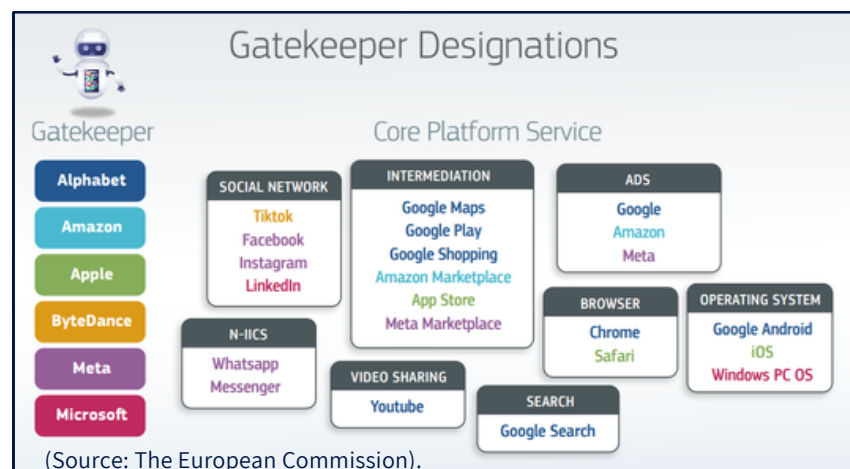 Gatekeeper Designations
Gatekeeper
Core Platform Service
Alphabet
Amazon
Apple
ByteDance
Meta
Microsoft
SOCIAL NETWORK
Tiktok
Facebook
Instagram
LinkedIn
INTERMEDIATION
Google Maps
Google Play
Google Shopping
Amazon Marketplace
App Store
Meta Marketplace
ADS
Google
Amazon
Meta
N-IICS
Whatsapp
Messenger
VIDEO SHARING
Youtube
BROWSER
Chrome
Safari
OPERATING SYSTEM
Google Android
iOS
Windows PC OS
SEARCH
Google Search
(Source: The European Commission).